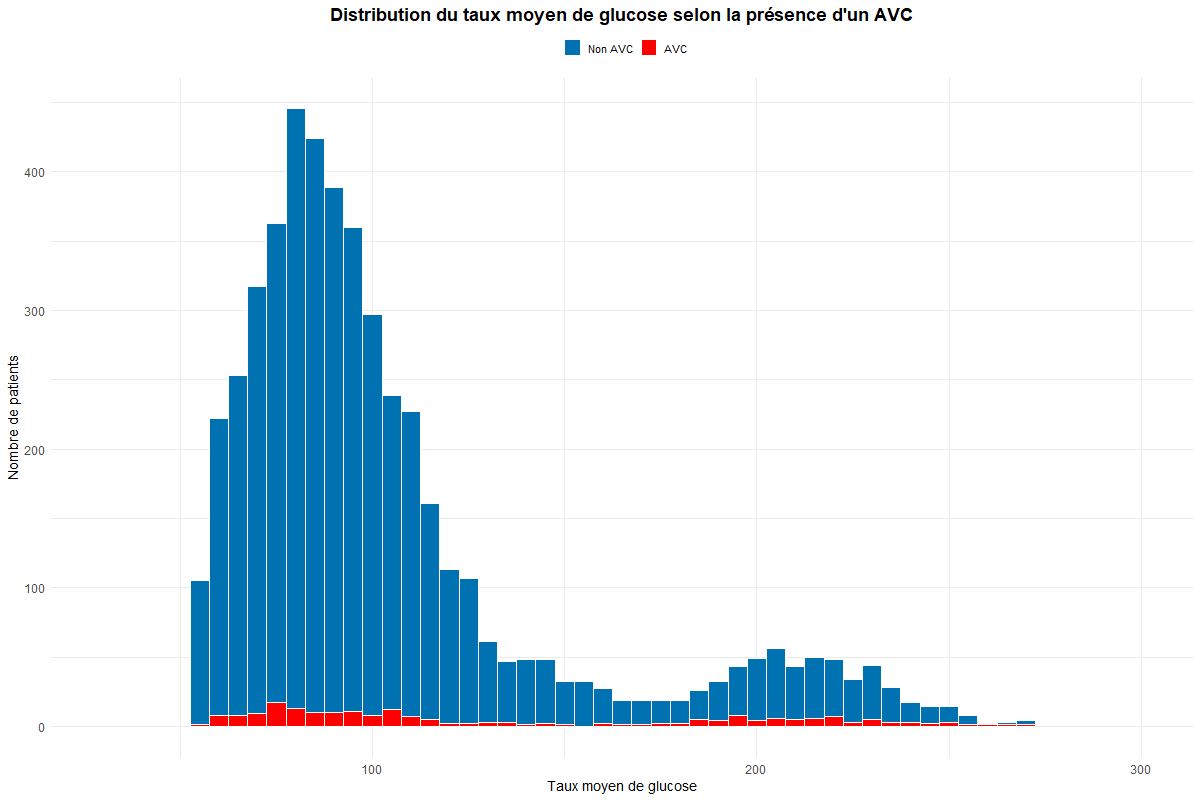 Distribution du taux moyen de glucose selon la présence d'un AVC
Non AVC AVC
Nombre de patients
400
300
200
100
0
100 200 300
Taux moyen de glucose